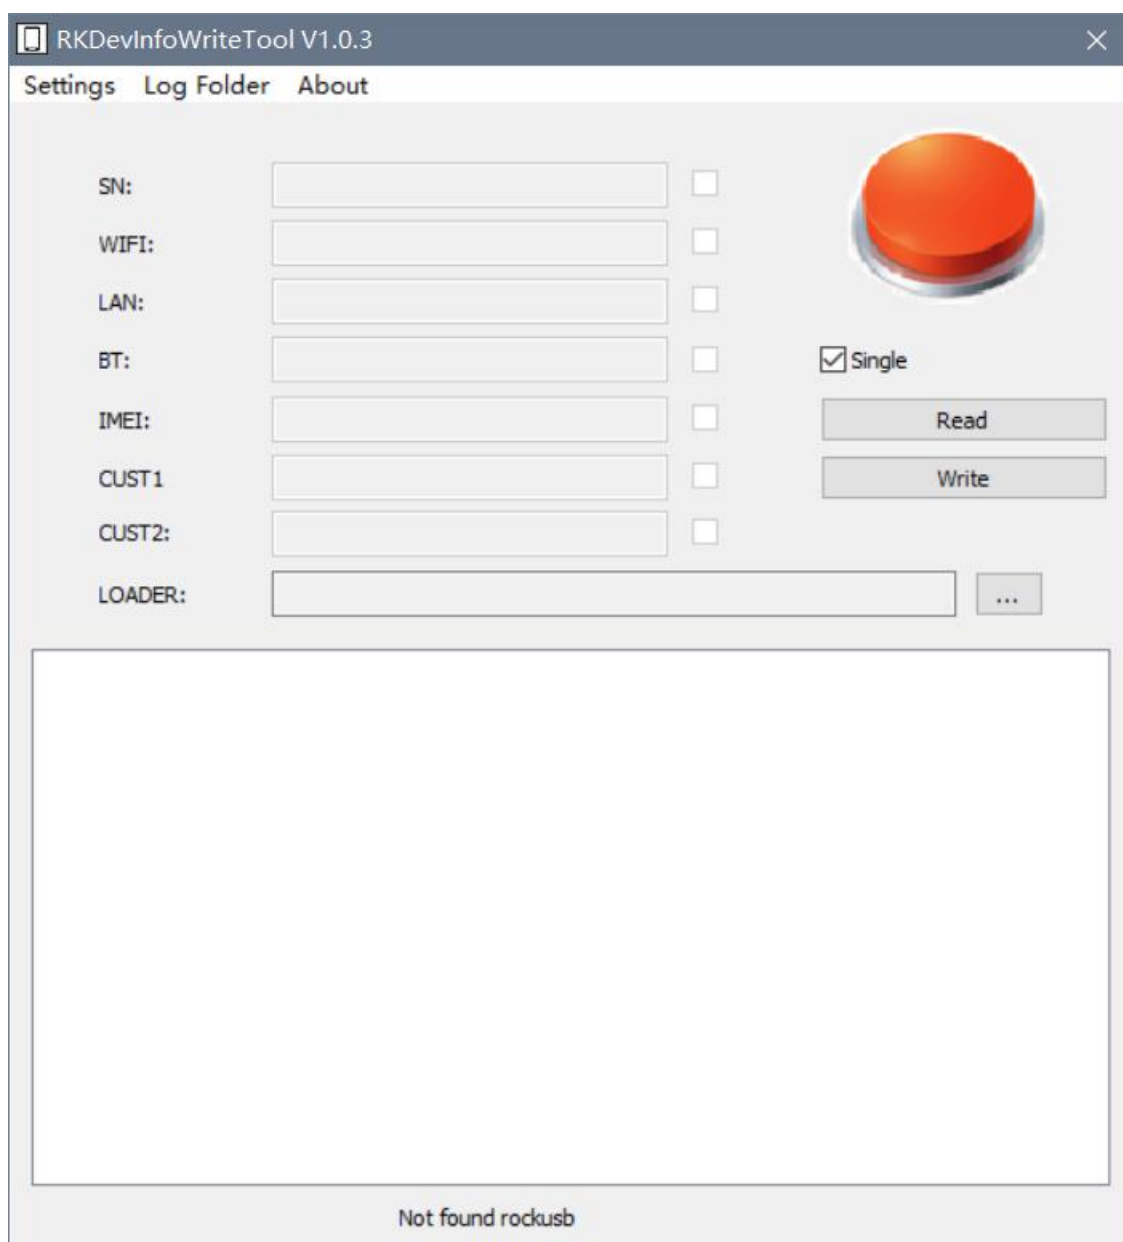 RKDevInfoWriteTool V1.0.3
Settings Log Folder About
SN:
WIFI:
LAN:
BT:
Single
IMEI:
Read
CUST1
Write
CUST2:
LOADER:
...
Not found rockusb